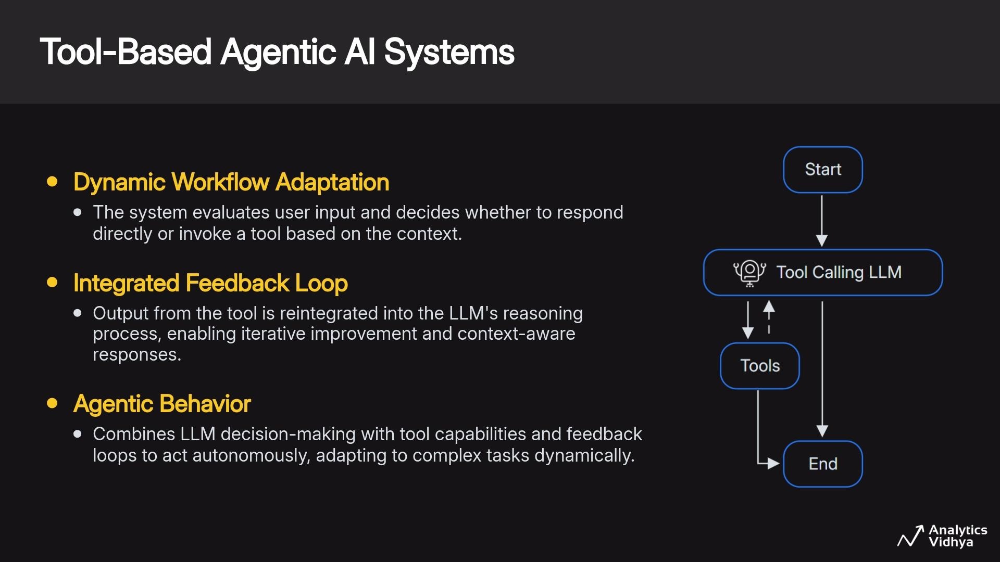 Tool-Based Agentic AI Systems
Dynamic Workflow Adaptation
The system evaluates user input and decides whether to respond
directly or invoke a tool based on the context.
Integrated Feedback Loop
Output from the tool is reintegrated into the LLM's reasoning
process, enabling iterative improvement and context-aware
responses.
Agentic Behavior
Combines LLM decision-making with tool capabilities and feedback
loops to act autonomously, adapting to complex tasks dynamically.
Start
Tool Calling LLM
Tools
End
Analytics
Vidhya